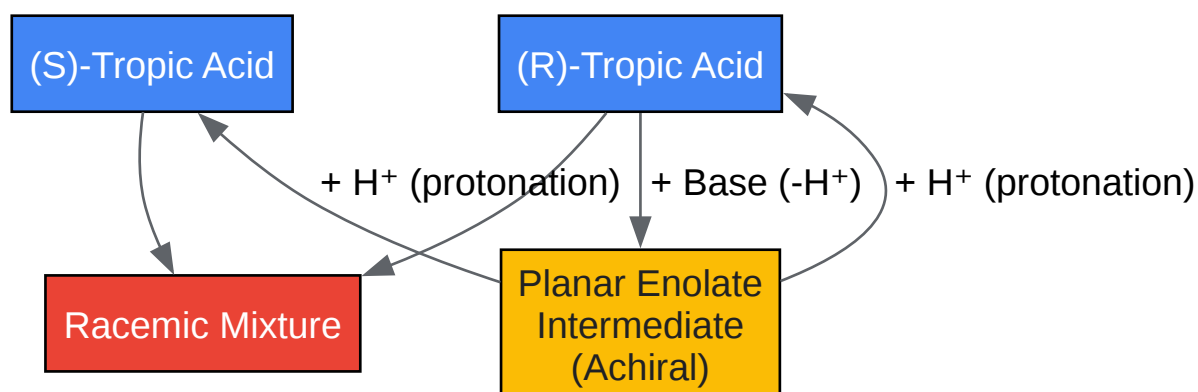 (S)-Tropic Acid
(R)-Tropic Acid
+ H⁺ (protonation)
+ Base (-H⁺)
+ H⁺ (protonation)
Racemic Mixture
Planar Enolate
Intermediate
(Achiral)